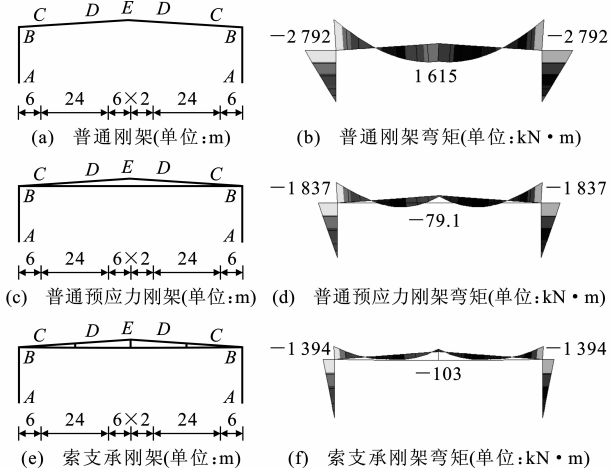 C D E D C
B B
A A
6 24 6×2 24 6
(a) 普通刚架(单位:m)
-2 792 -2 792
1 615
(b) 普通刚架弯矩(单位:kN·m)
C D E D C
B B
A A
6 24 6×2 24 6
(c) 普通预应力刚架(单位:m)
-1 837 -1 837
-79.1
(d) 普通预应力刚架弯矩(单位:kN·m)
C D E D C
B B
A A
6 24 6×2 24 6
(e) 索支承刚架(单位:m)
-1 394 -1 394
-103
(f) 索支承刚架弯矩(单位:kN·m)